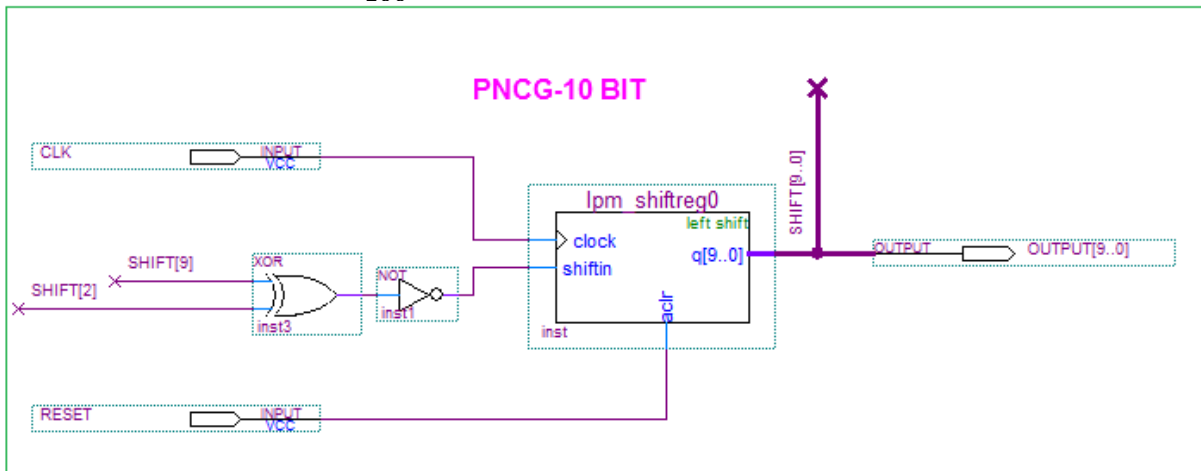 PNCG-10 BIT
CLK
INPUT
VCC
SHIFT[9..0]
lpm_shiftreg0
left shift
clock
q[9..0]
shiftin
aclr
inst
OUTPUT
OUTPUT[9..0]
SHIFT[9]
XOR
SHIFT[2]
inst3
NOT
inst1
RESET
INPUT
VCC